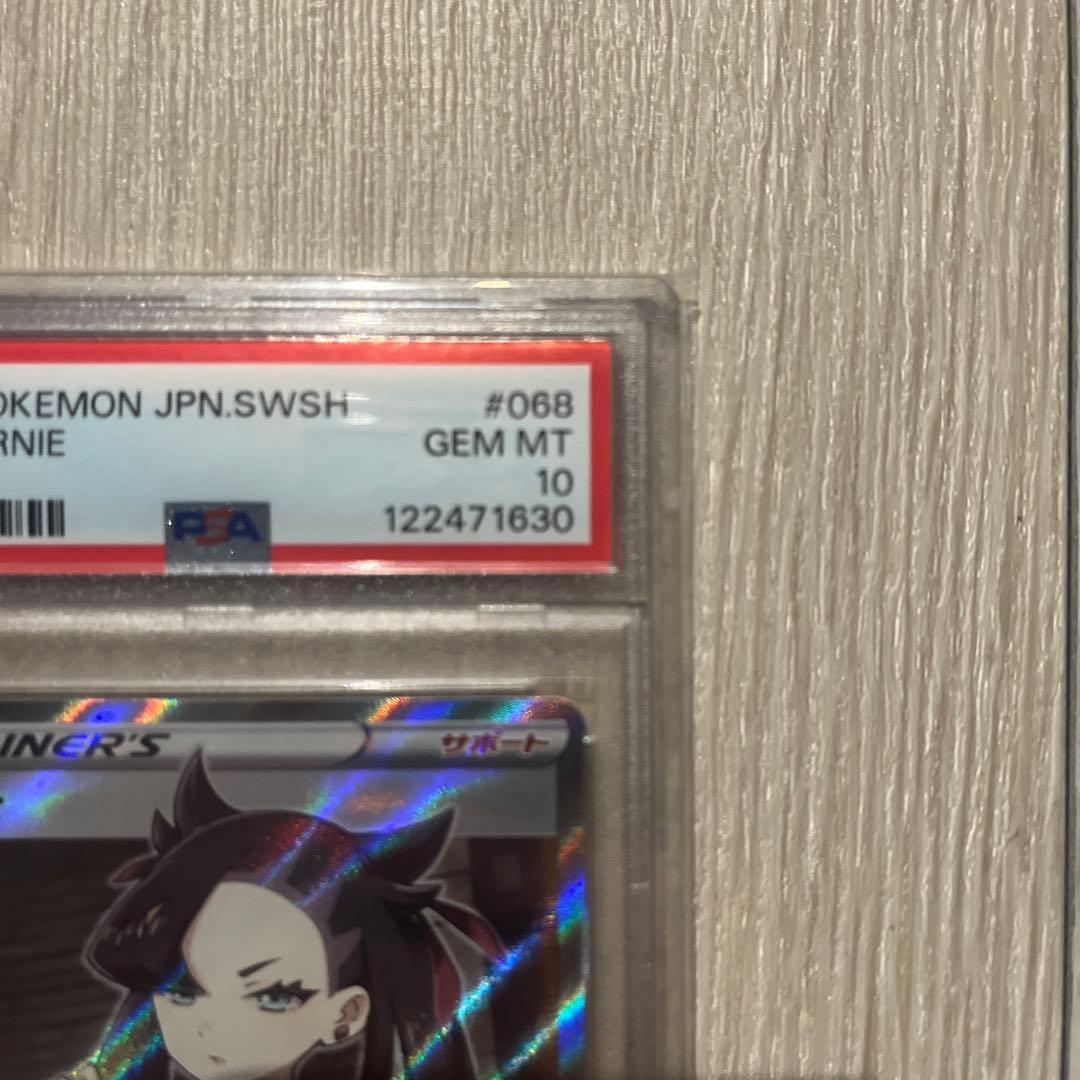 OKEMON JPN.SWSH #068
RNIE GEM MT
10
PSA 122471630
INER'S サポート